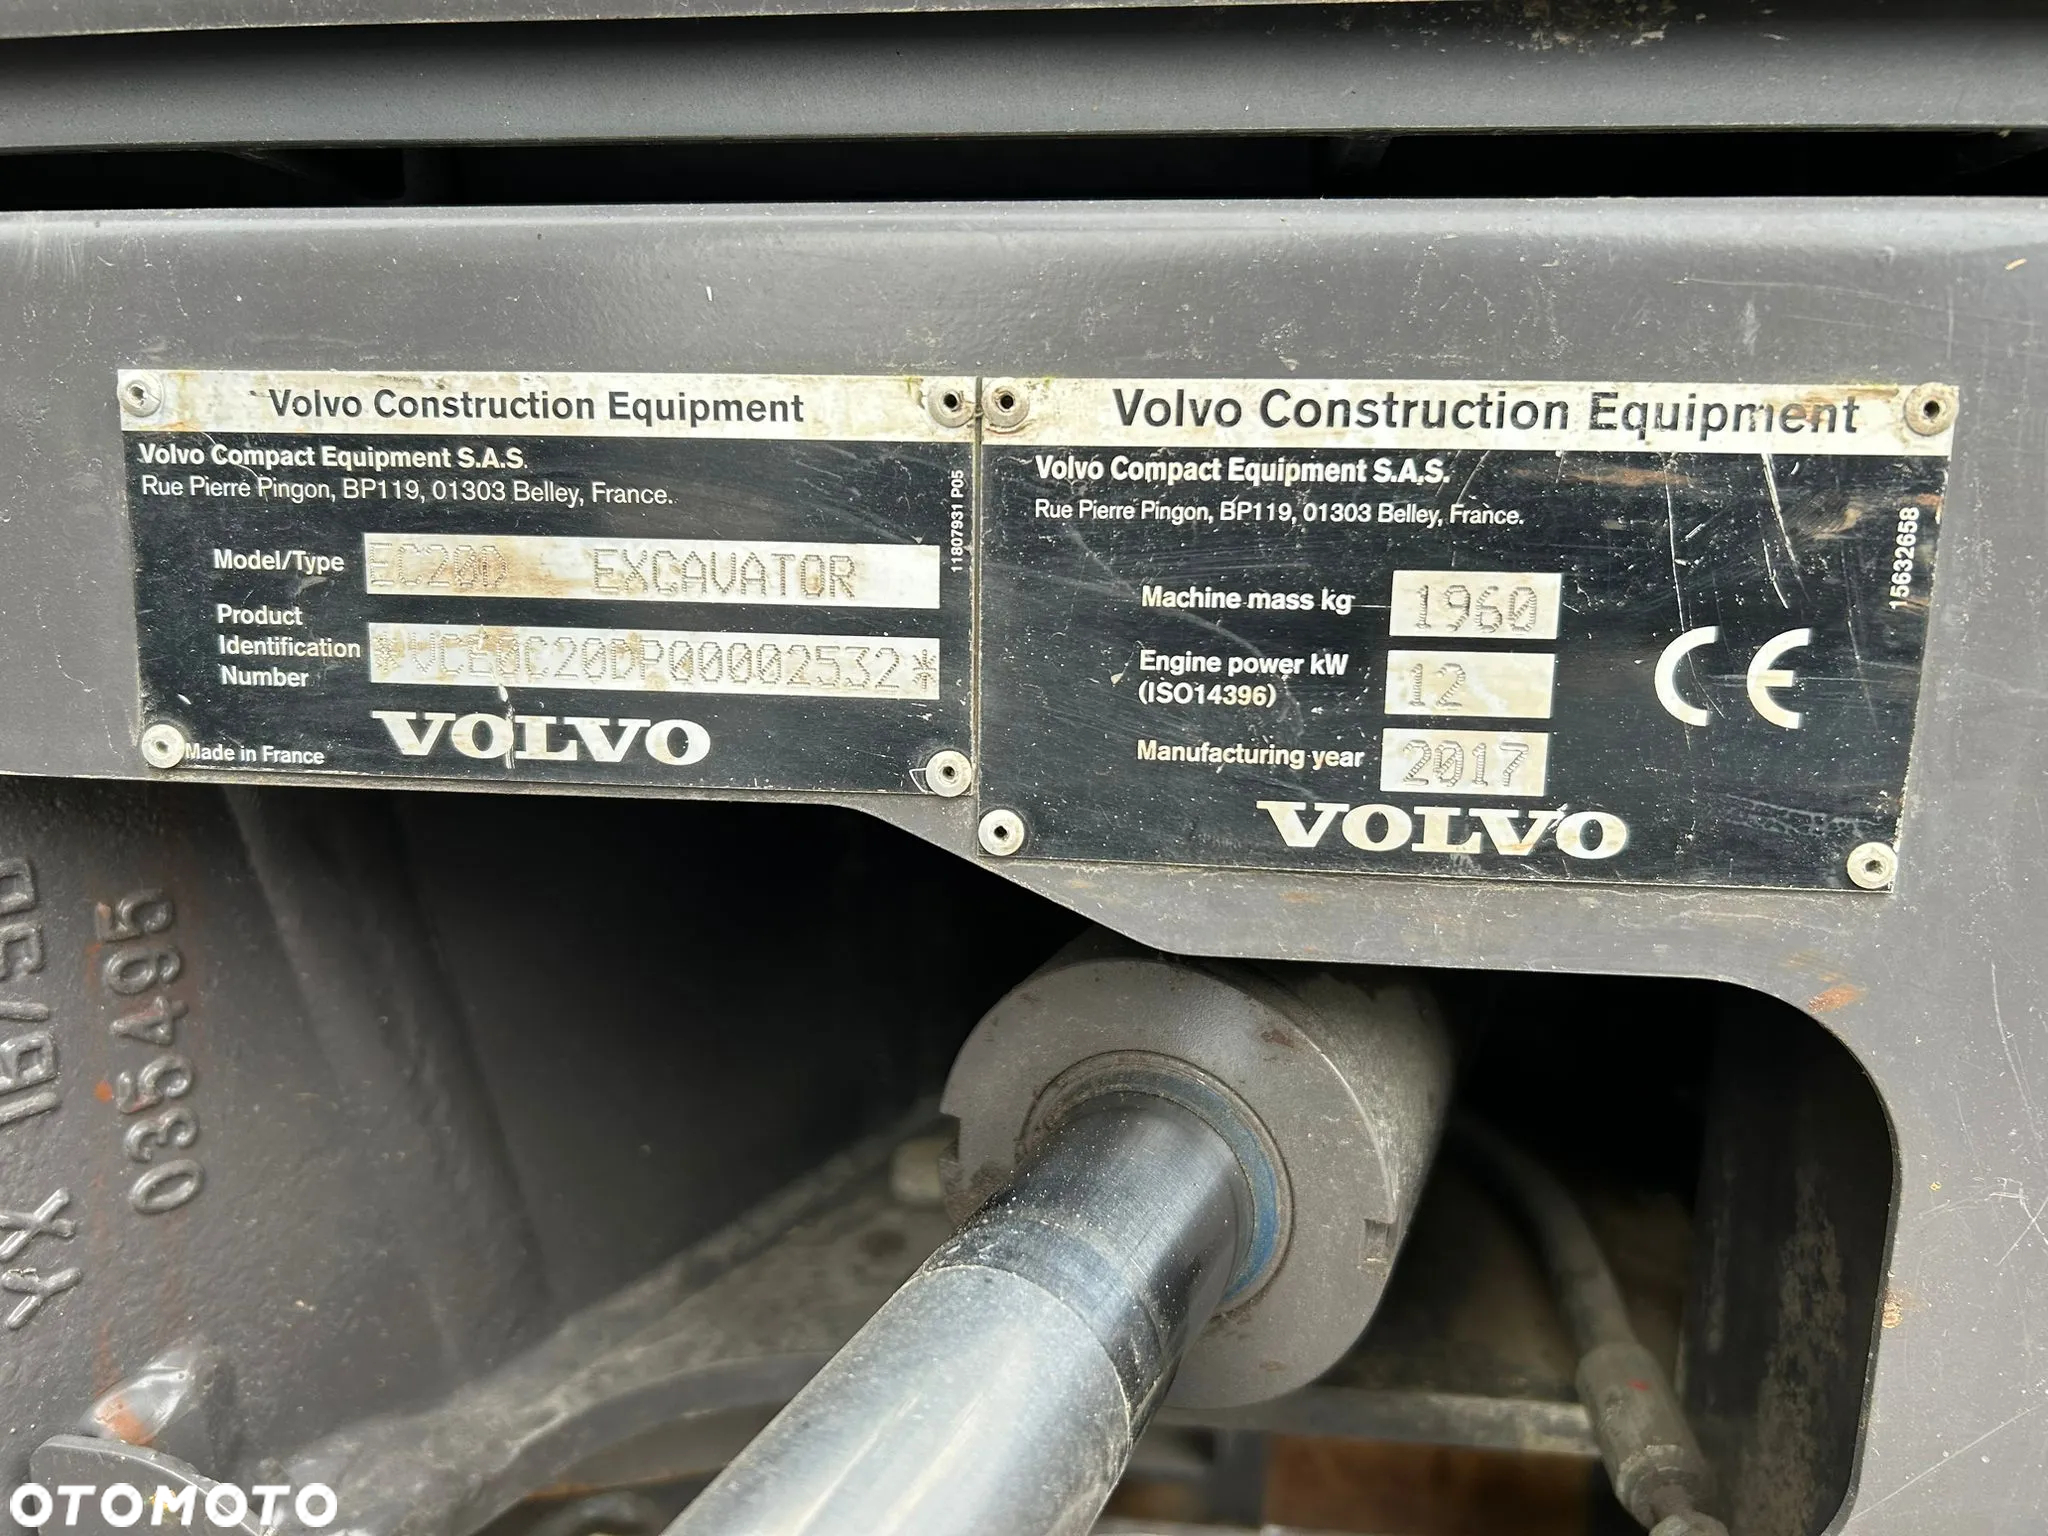 Volvo Construction Equipment
Volvo Compact Equipment S.A.S.
Rue Pierre Pingon, BP119, 01303 Belley, France.
Model/Type EC20D EXCAVATOR
Product
Identification
Number
*VCE0C20DP00002532*
VOLVO
Made in France
11807931 P05
Volvo Construction Equipment
Volvo Compact Equipment S.A.S.
Rue Pierre Pingon, BP119, 01303 Belley, France.
Machine mass kg 1960
Engine power kW 12
(ISO14396)
Manufacturing year 2017
VOLVO
CE
15632658
035495
YX
OTOMOTO